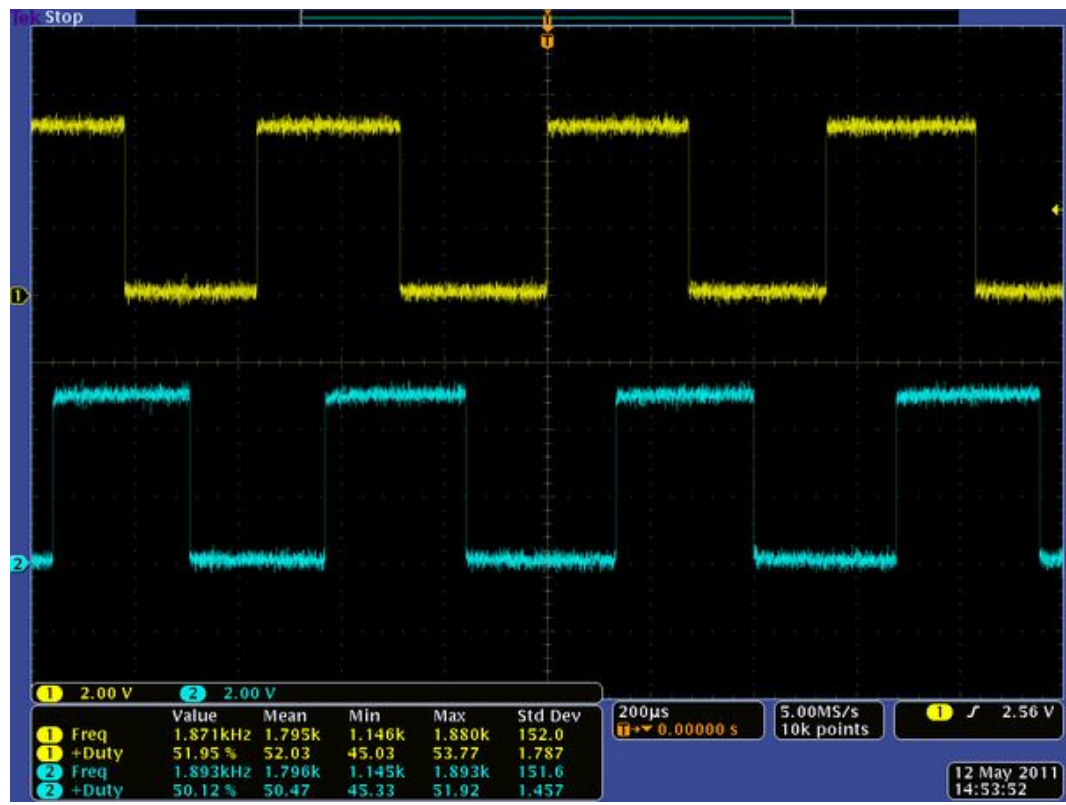 Tek Stop
U
T
1
2
1 2.00 V 2 2.00 V
Value Mean Min Max Std Dev
1 Freq 1.871kHz 1.795k 1.146k 1.880k 152.0
1 +Duty 51.95 % 52.03 45.03 53.77 1.787
2 Freq 1.893kHz 1.796k 1.145k 1.893k 151.6
2 +Duty 50.12 % 50.47 45.33 51.92 1.457
200µs
T→▼ 0.00000 s
5.00MS/s
10k points
1 ʃ 2.56 V
12 May 2011
14:53:52